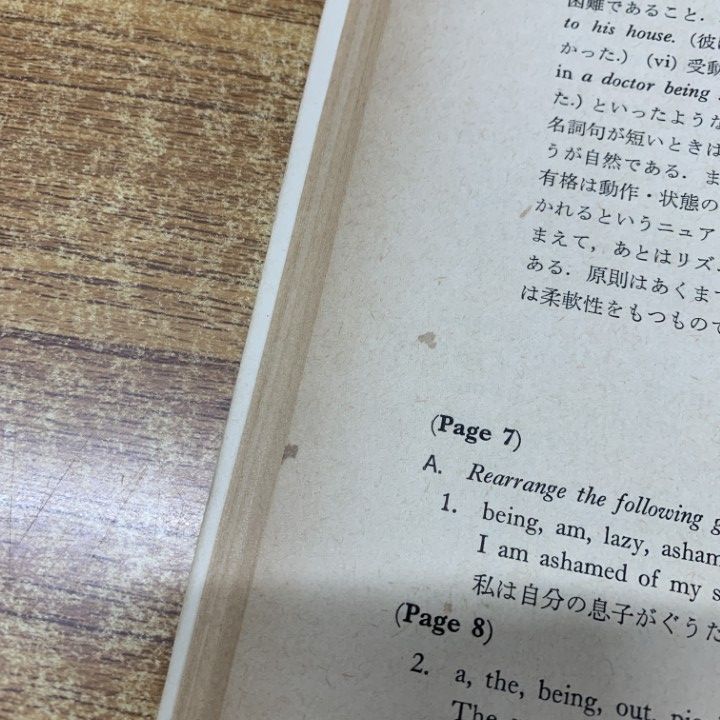 困難であること.
to his house. (彼
かった.) (vi) 受動
in a doctor being
た.) といったような
名詞句が短いときは
うが自然である. ま
有格は動作・状態の
かれるというニュア
まえて, あとはリズ
ある. 原則はあくまで
は柔軟性をもつもので
(Page 7)
A. Rearrange the following
1. being, am, lazy, asham
I am ashamed of my s
私は自分の息子がぐうた
(Page 8)
2. a, the, being, out,
The